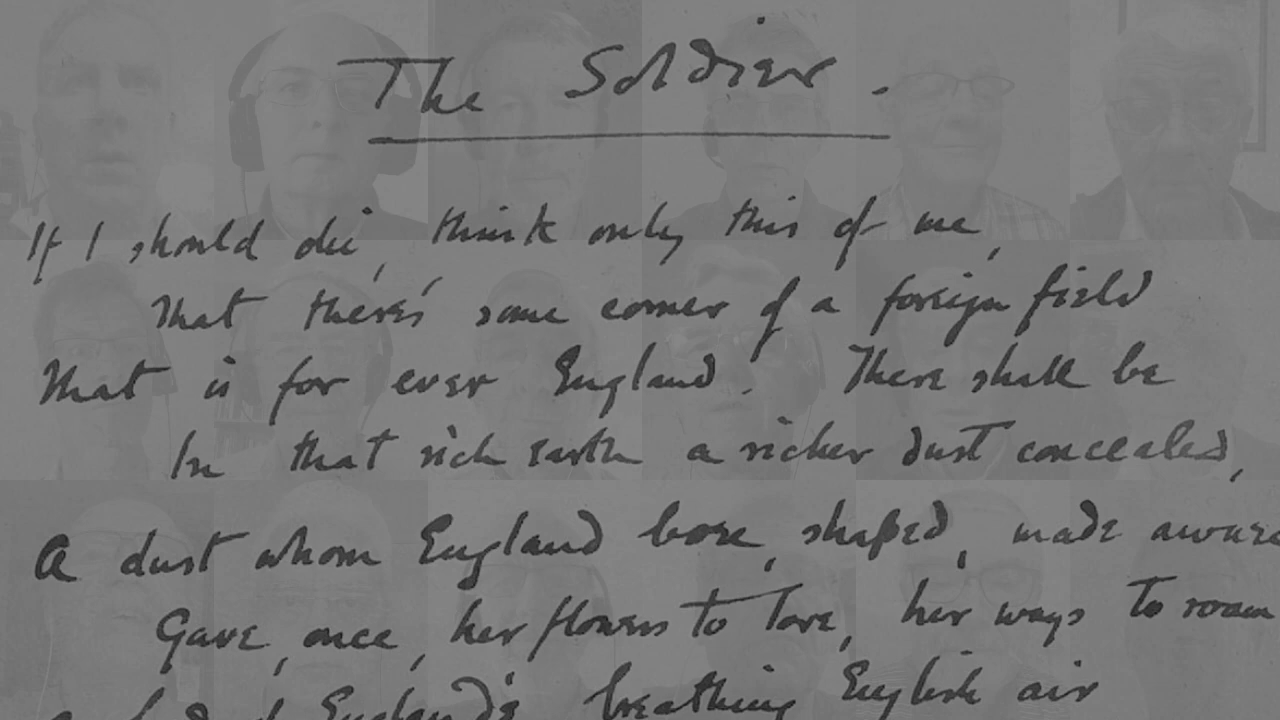 The Soldier.
If I should die, think only this of me,
That there's some corner of a foreign field
That is for ever England. There shall be
In that rich earth a richer dust concealed,
A dust whom England bore, shaped, made aware
Gave, once, her flowers to love, her ways to roam
England's breathing English air